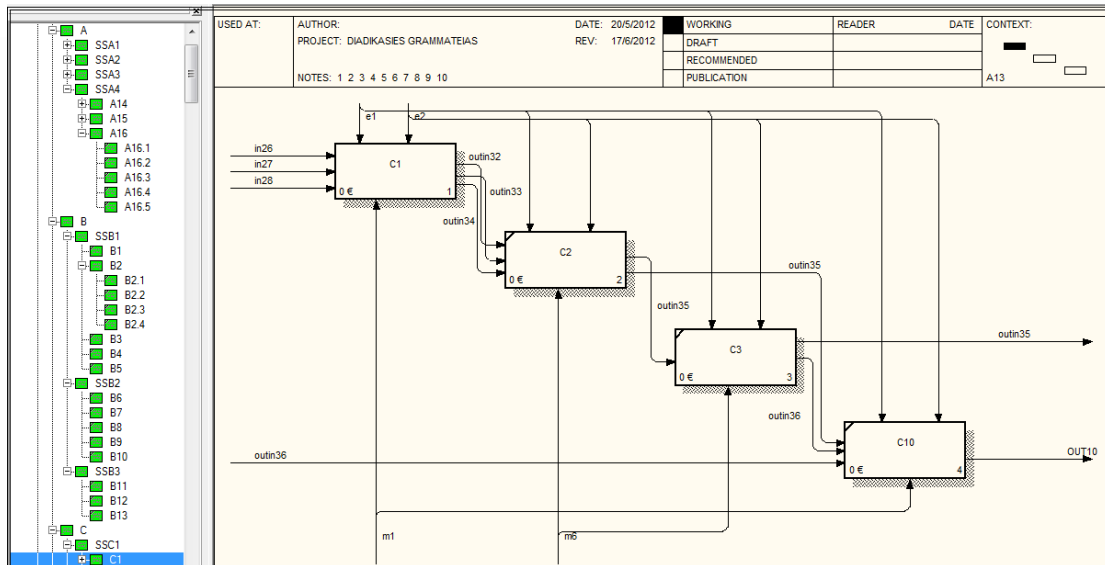 A
SSA1
SSA2
SSA3
SSA4
A14
A15
A16
A16.1
A16.2
A16.3
A16.4
A16.5
B
SSB1
B1
B2
B2.1
B2.2
B2.3
B2.4
B3
B4
B5
SSB2
B6
B7
B8
B9
B10
SSB3
B11
B12
B13
C
SSC1
C1
USED AT: AUTHOR: DATE: 20/5/2012 WORKING READER DATE CONTEXT:
PROJECT: DIADIKASIES GRAMMATEIAS REV: 17/6/2012 DRAFT
RECOMMENDED
NOTES: 1 2 3 4 5 6 7 8 9 10 PUBLICATION A13
e1 e2
in26
in27
in28
C1
0 € 1
outin32
outin33
outin34
C2
0 € 2
outin35
outin35
C3
0 € 3
outin35
outin36
C10
0 € 4
outin36
OUT10
m1 m6